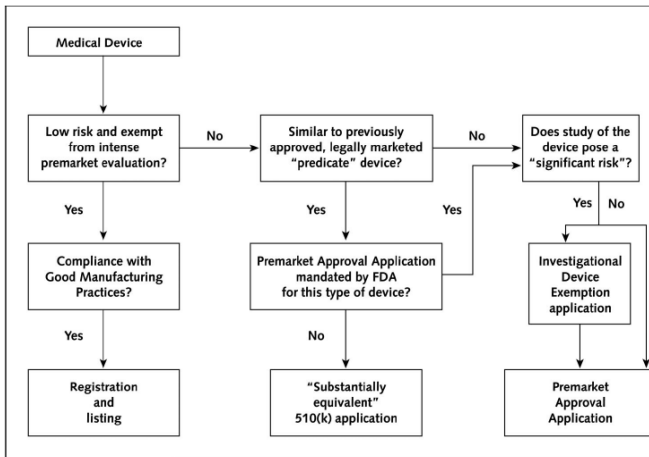 Medical Device
Low risk and exempt
from intense
premarket evaluation?
No
Similar to previously
approved, legally marketed
“predicate” device?
No
Does study of the
device pose a
“significant risk”?
Yes
Yes
Yes
Yes
No
Compliance with
Good Manufacturing
Practices?
Premarket Approval Application
mandated by FDA
for this type of device?
Investigational
Device
Exemption
application
Yes
No
Registration
and
listing
“Substantially
equivalent”
510(k) application
Premarket
Approval
Application